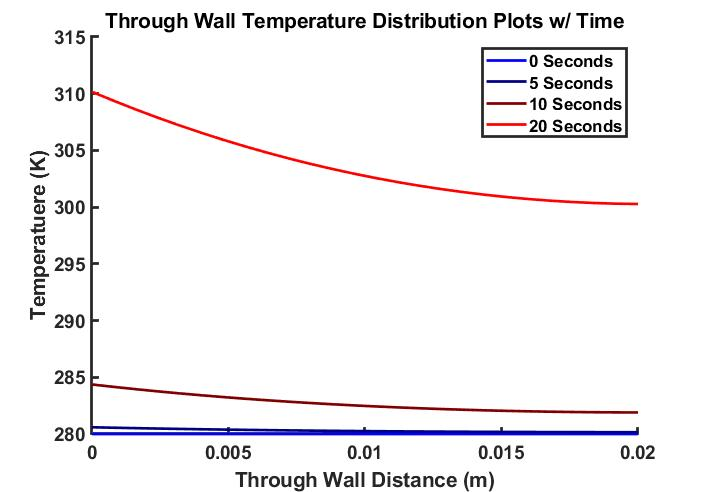 Through Wall Temperature Distribution Plots w/ Time
315
310
305
300
295
290
285
280
Temperatuere (K)
0 Seconds
5 Seconds
10 Seconds
20 Seconds
0 0.005 0.01 0.015 0.02
Through Wall Distance (m)